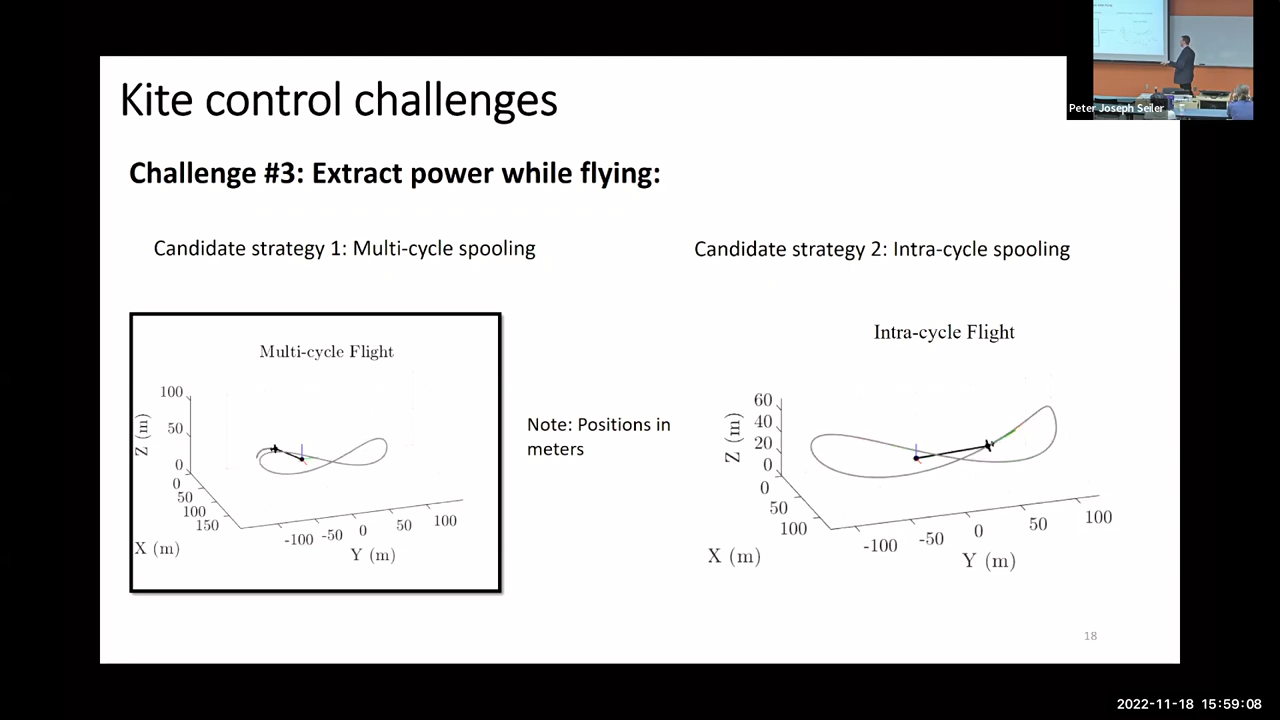 Kite control challenges
Peter Joseph Seiler
Challenge #3: Extract power while flying:
Candidate strategy 1: Multi-cycle spooling
Candidate strategy 2: Intra-cycle spooling
Multi-cycle Flight
100
50
0
Z (m)
0
50
100
150
X (m)
-100 -50 0 50 100
Y (m)
Note: Positions in
meters
Intra-cycle Flight
60
40
20
0
Z (m)
0
50
100
X (m)
-100 -50 0 50 100
Y (m)
18
2022-11-18 15:59:08